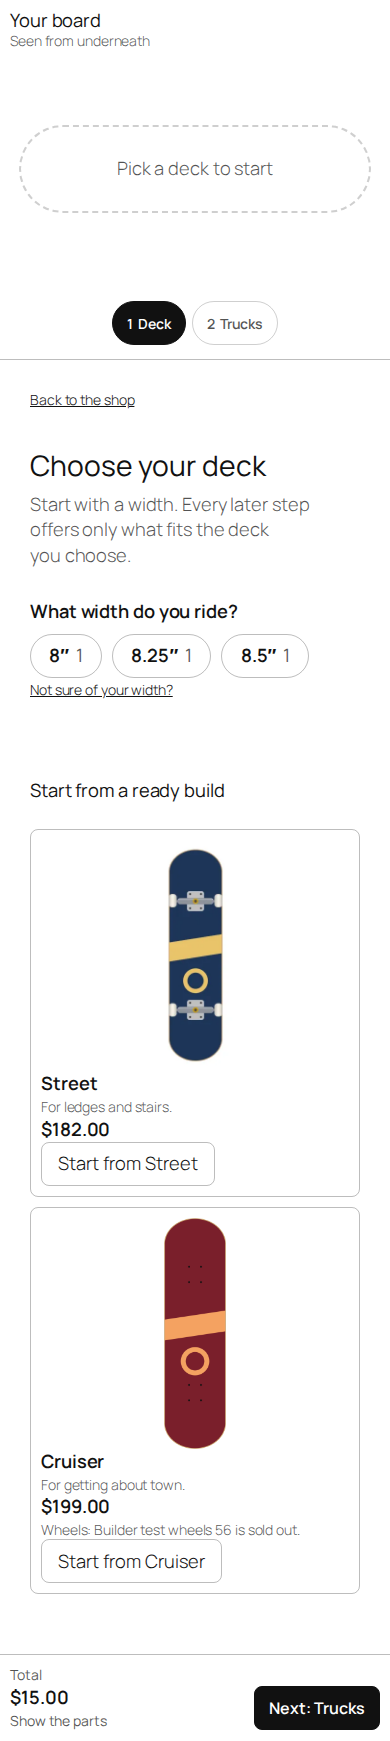 Your board
Seen from underneath
Pick a deck to start
1 Deck
2 Trucks
Back to the shop
Choose your deck
Start with a width. Every later step
offers only what fits the deck
you choose.
What width do you ride?
8″ 1
8.25″ 1
8.5″ 1
Not sure of your width?
Start from a ready build
Street
For ledges and stairs.
$182.00
Start from Street
Cruiser
For getting about town.
$199.00
Wheels: Builder test wheels 56 is sold out.
Start from Cruiser
Total
$15.00
Show the parts
Next: Trucks